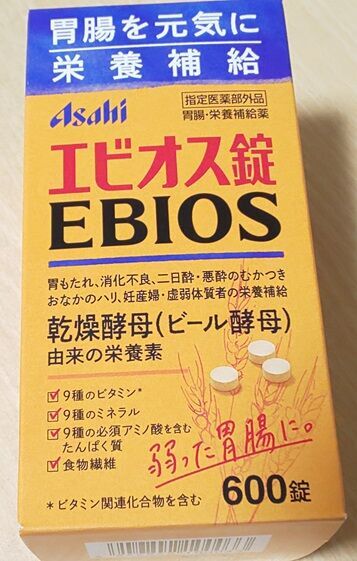 胃腸を元気に
栄養補給
Asahi
指定医薬部外品
胃腸・栄養補給薬
エビオス錠
EBIOS
胃もたれ、消化不良、二日酔・悪酔のむかつき
おなかのハリ、妊産婦・虚弱体質者の栄養補給
乾燥酵母(ビール酵母)
由来の栄養素
9種のビタミン*
9種のミネラル
9種の必須アミノ酸を含む
たんぱく質
食物繊維
弱った胃腸に。
*ビタミン関連化合物を含む
600錠